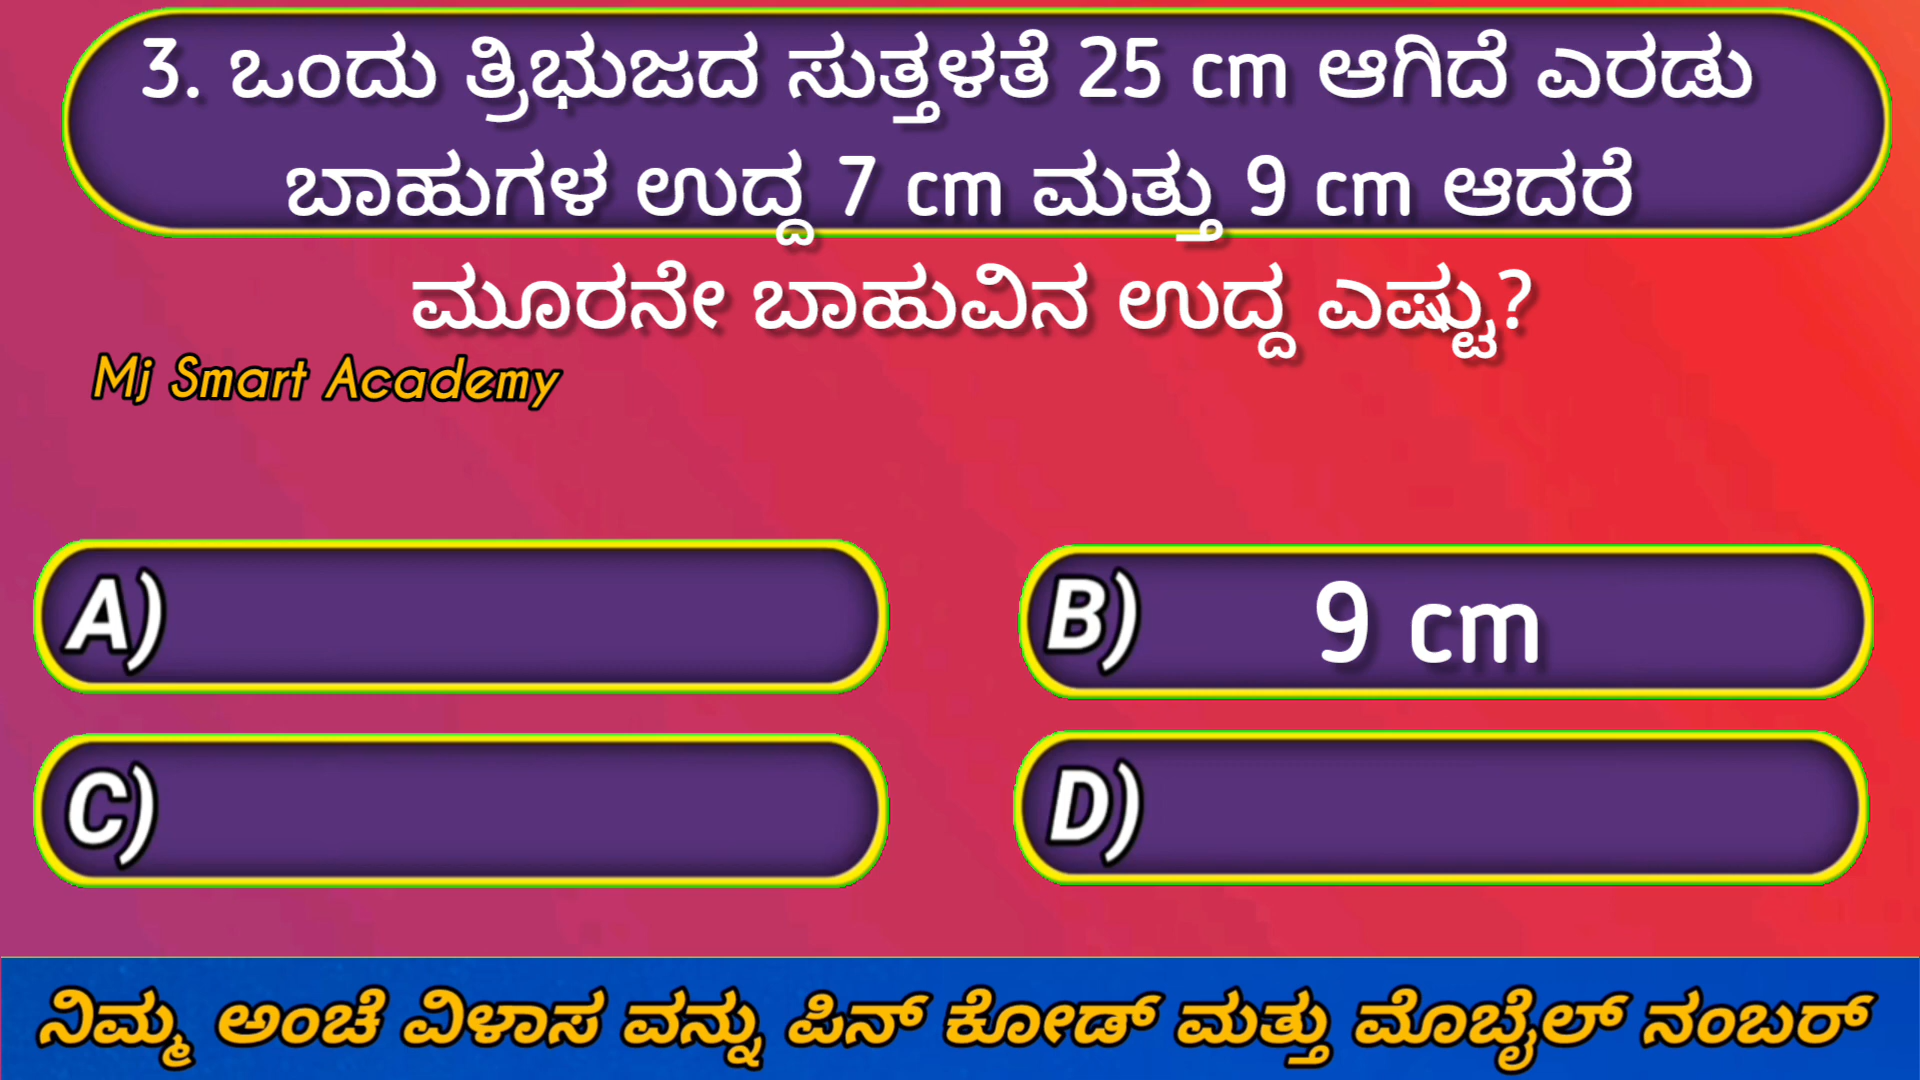 3. ಒಂದು ತ್ರಿಭುಜದ ಸುತ್ತಳತೆ 25 cm ಆಗಿದೆ ಎರಡು
ಬಾಹುಗಳ ಉದ್ದ 7 cm ಮತ್ತು 9 cm ಆದರೆ
ಮೂರನೇ ಬಾಹುವಿನ ಉದ್ದ ಎಷ್ಟು?
Mj Smart Academy
A)
B) 9 cm
C)
D)
ನಿಮ್ಮ ಅಂಚೆ ವಿಳಾಸ ವನ್ನು ಪಿನ್ ಕೋಡ್ ಮತ್ತು ಮೊಬೈಲ್ ನಂಬರ್